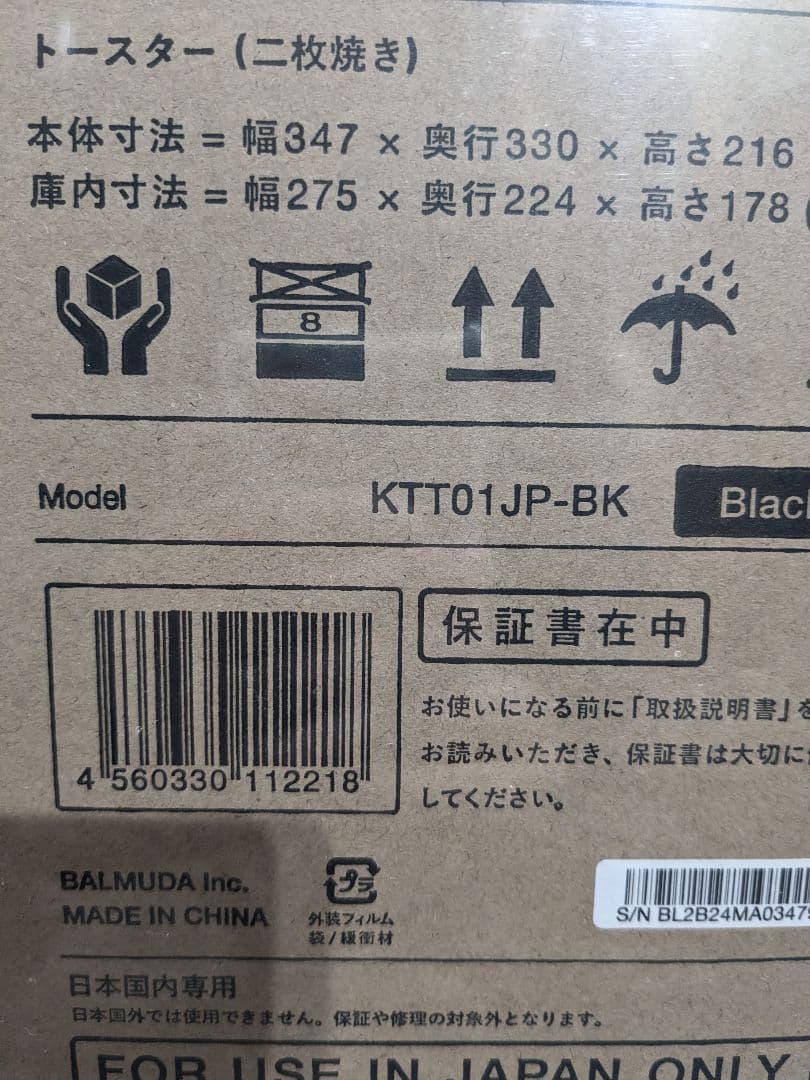 トースター (二枚焼き)
本体寸法 = 幅347 × 奥行330 × 高さ216
庫内寸法 = 幅275 × 奥行224 × 高さ178 (
8
Model KTT01JP-BK Black
4 560330 112218
保証書在中
お使いになる前に「取扱説明書」を
お読みいただき、保証書は大切に
してください。
BALMUDA Inc.
MADE IN CHINA
プラ
外装フィルム
袋/緩衝材
S/N BL2B24MA03479
日本国内専用
日本国外では使用できません。保証や修理の対象外となります。
FOR USE IN JAPAN ONLY